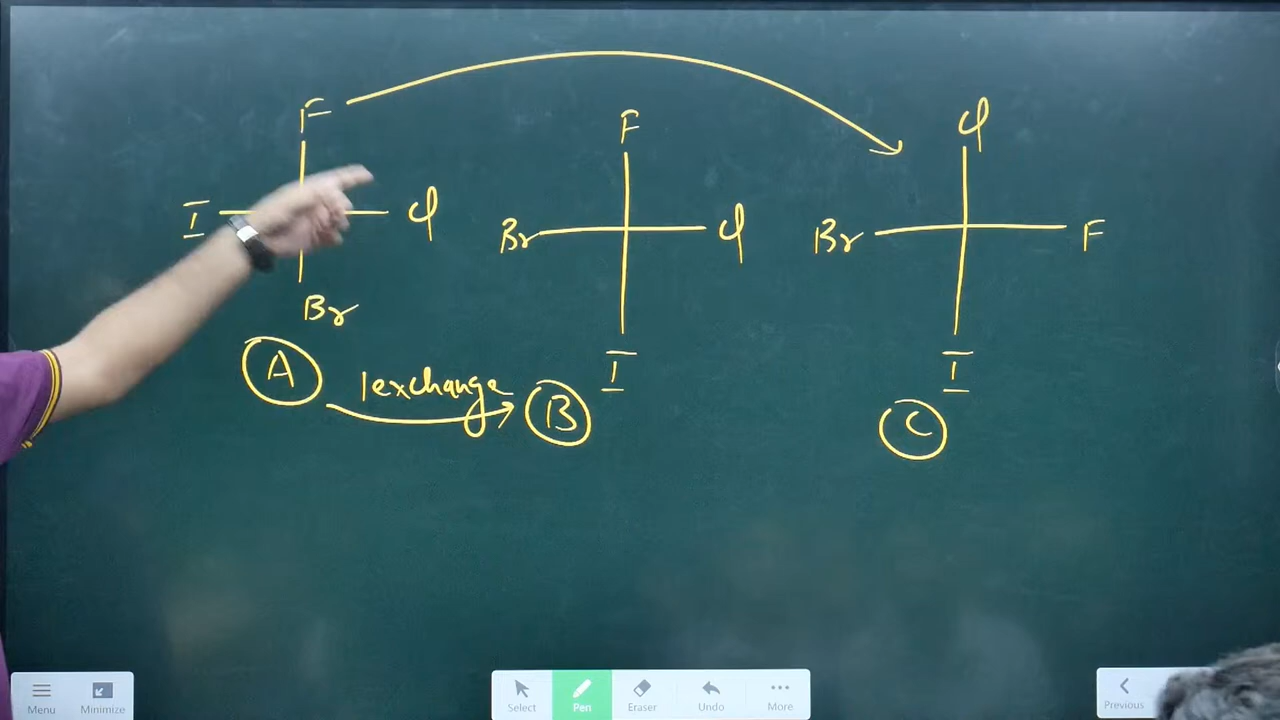 F
I Cl
Br
A
1 exchange
F
Br Cl
I
B
Cl
Br F
I
C
Menu Minimize
Select Pen Eraser Undo More
Previous